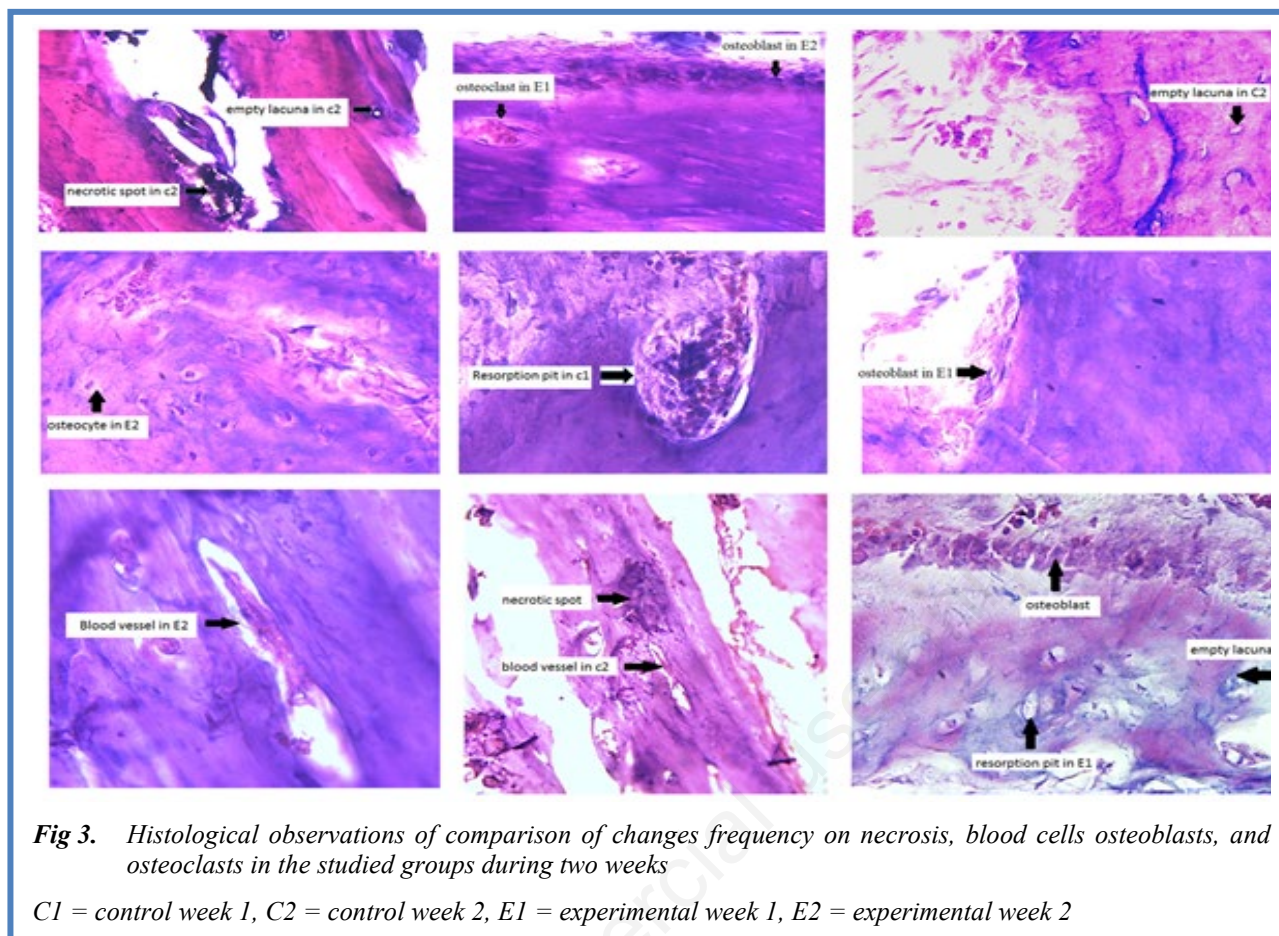 osteoblast in E2
osteoclast in E1
empty lacuna in c2
empty lacuna in C2
necrotic spot in c2
Resorption pit in c1
osteoblast in E1
osteocyte in E2
necrotic spot
Blood vessel in E2
blood vessel in c2
osteoblast
empty lacuna
resorption pit in E1
Fig 3. Histological observations of comparison of changes frequency on necrosis, blood cells osteoblasts, and
osteoclasts in the studied groups during two weeks
C1 = control week 1, C2 = control week 2, E1 = experimental week 1, E2 = experimental week 2